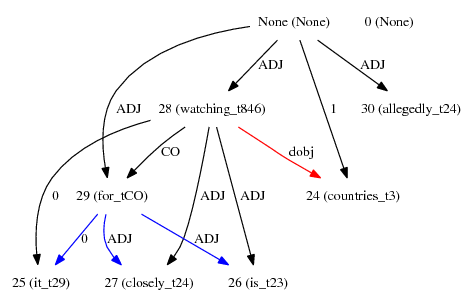 None (None) 0 (None)
ADJ ADJ
ADJ 28 (watching_t846) 1 30 (allegedly_t24)
CO dobj
0 29 (for_tCO) ADJ ADJ 24 (countries_t3)
0 ADJ ADJ
25 (it_t29) 27 (closely_t24) 26 (is_t23)